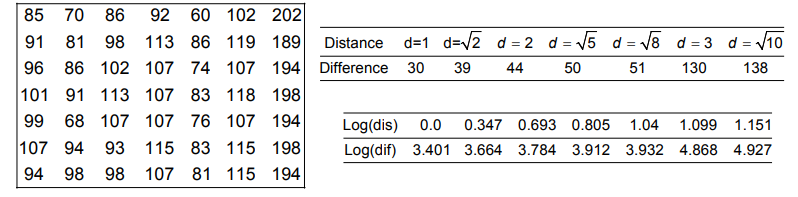 85 70 86 92 60 102 202
91 81 98 113 86 119 189
96 86 102 107 74 107 194
101 91 113 107 83 118 198
99 68 107 107 76 107 194
107 94 93 115 83 115 198
94 98 98 107 81 115 194
Distance d=1 d=√2 d = 2 d = √5 d = √8 d = 3 d = √10
Difference 30 39 44 50 51 130 138
Log(dis) 0.0 0.347 0.693 0.805 1.04 1.099 1.151
Log(dif) 3.401 3.664 3.784 3.912 3.932 4.868 4.927